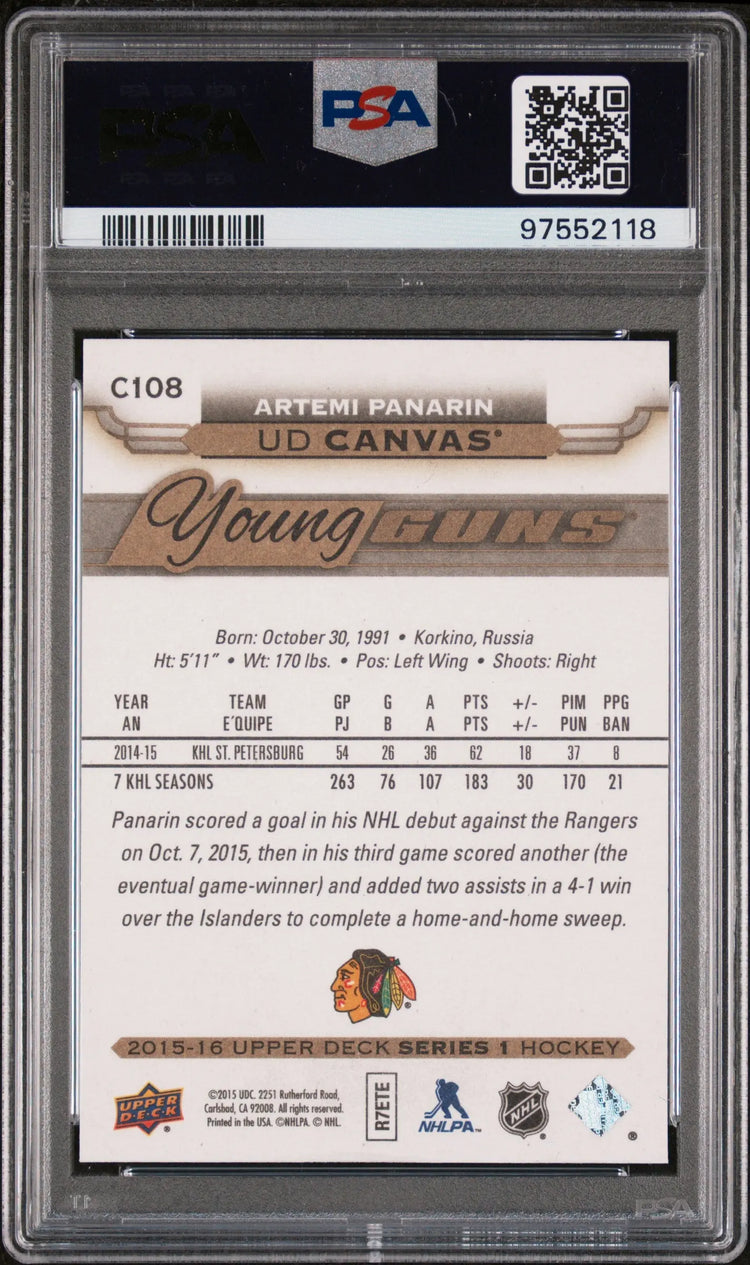 PSA
97552118
C108
ARTEMI PANARIN
UD CANVAS®
Young GUNS
Born: October 30, 1991 • Korkino, Russia
Ht: 5'11" • Wt: 170 lbs. • Pos: Left Wing • Shoots: Right
YEAR TEAM GP G A PTS +/- PIM PPG
AN E'QUIPE PJ B A PTS +/- PUN BAN
2014-15 KHL ST. PETERSBURG 54 26 36 62 18 37 8
7 KHL SEASONS 263 76 107 183 30 170 21
Panarin scored a goal in his NHL debut against the Rangers
on Oct. 7, 2015, then in his third game scored another (the
eventual game-winner) and added two assists in a 4-1 win
over the Islanders to complete a home-and-home sweep.
2015-16 UPPER DECK SERIES 1 HOCKEY
UPPER DECK
©2015 UDC. 2251 Rutherford Road,
Carlsbad, CA 92008. All rights reserved.
Printed in the USA. ©NHLPA. © NHL.
R7ETE
NHLPA™
NHL
PSA